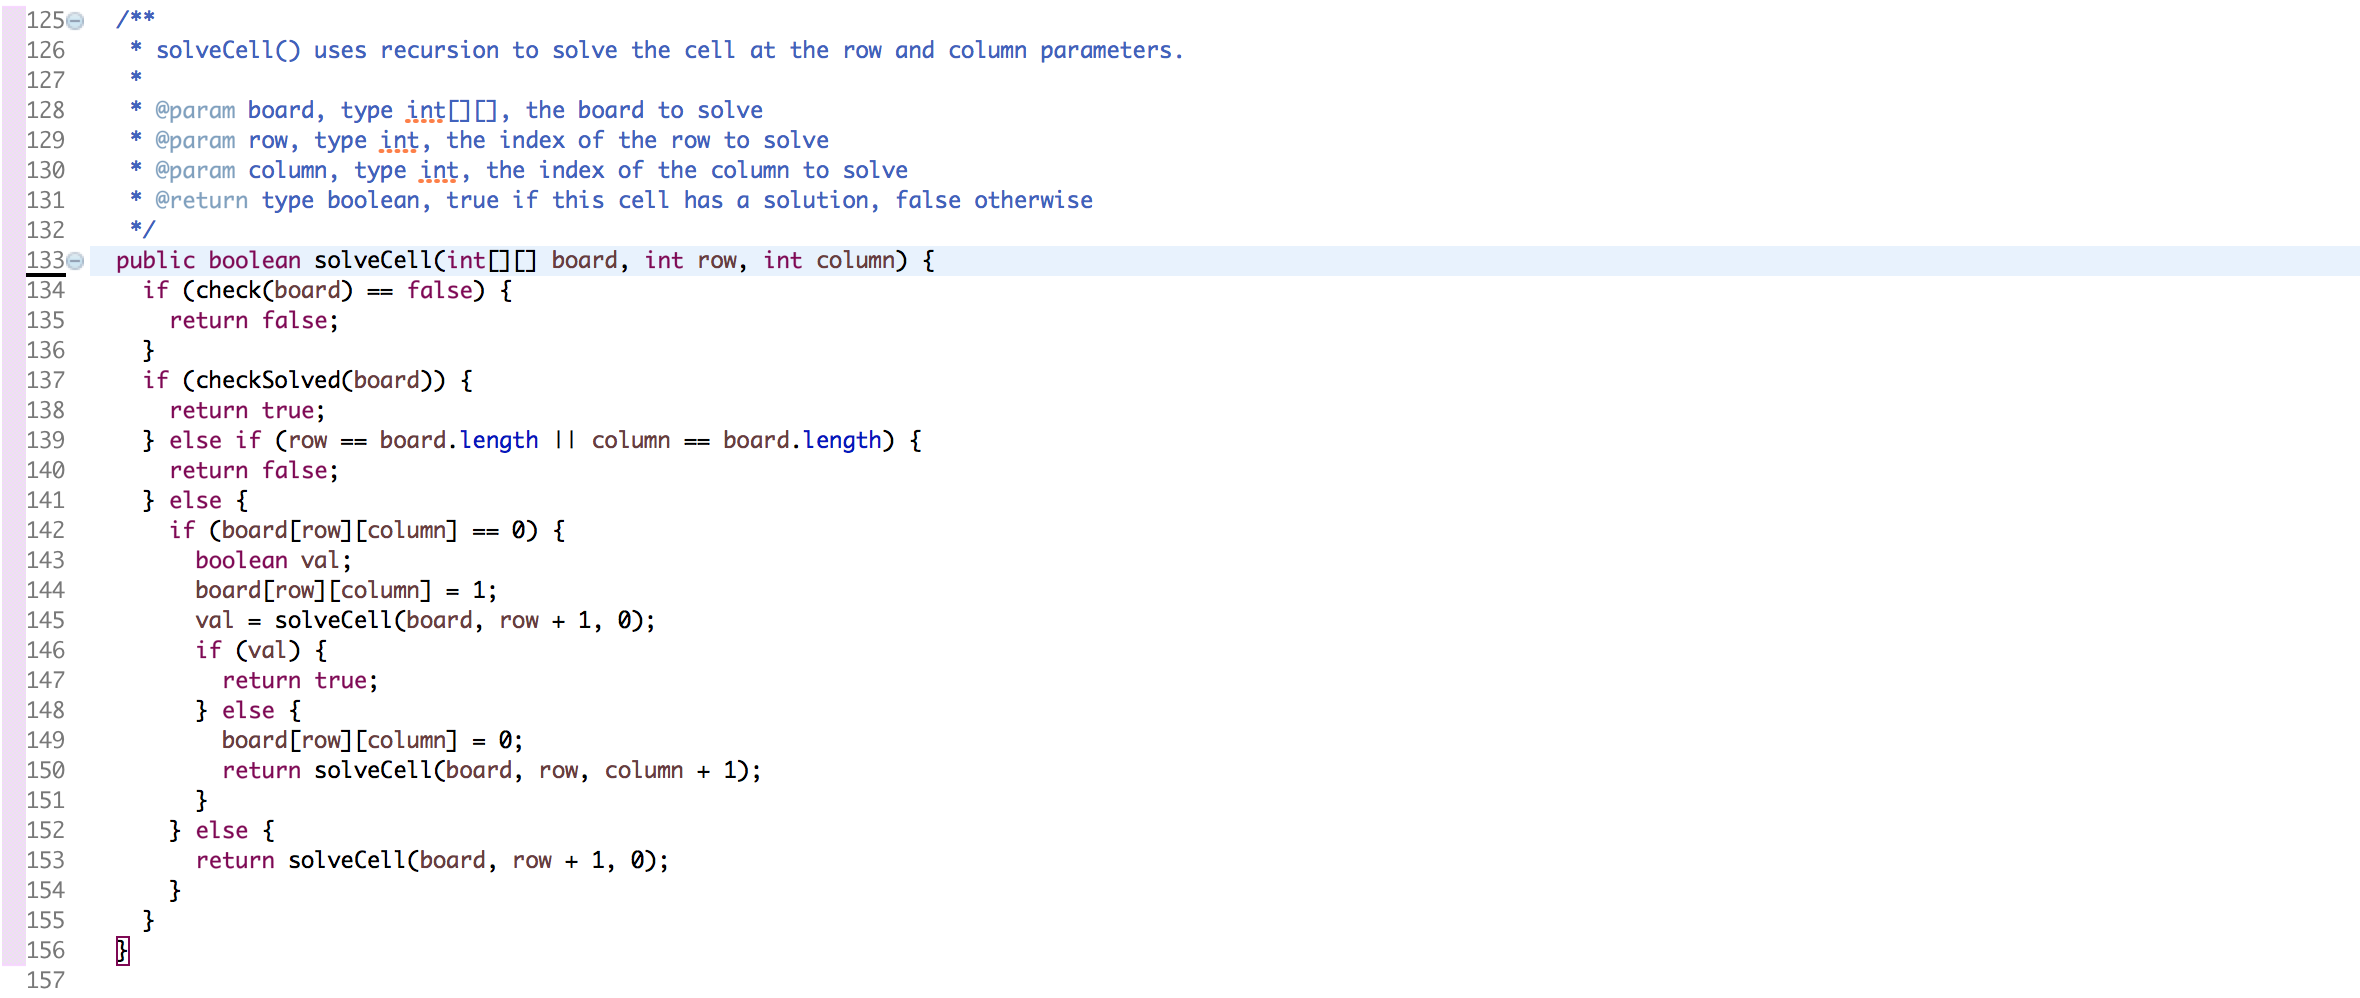 125 /**
126  * solveCell() uses recursion to solve the cell at the row and column parameters.
127  *
128  * @param board, type int[][], the board to solve
129  * @param row, type int, the index of the row to solve
130  * @param column, type int, the index of the column to solve
131  * @return type boolean, true if this cell has a solution, false otherwise
132  */
133 public boolean solveCell(int[][] board, int row, int column) {
134   if (check(board) == false) {
135     return false;
136   }
137   if (checkSolved(board)) {
138     return true;
139   } else if (row == board.length || column == board.length) {
140     return false;
141   } else {
142     if (board[row][column] == 0) {
143       boolean val;
144       board[row][column] = 1;
145       val = solveCell(board, row + 1, 0);
146       if (val) {
147         return true;
148       } else {
149         board[row][column] = 0;
150         return solveCell(board, row, column + 1);
151       }
152     } else {
153       return solveCell(board, row + 1, 0);
154     }
155   }
156 }
157